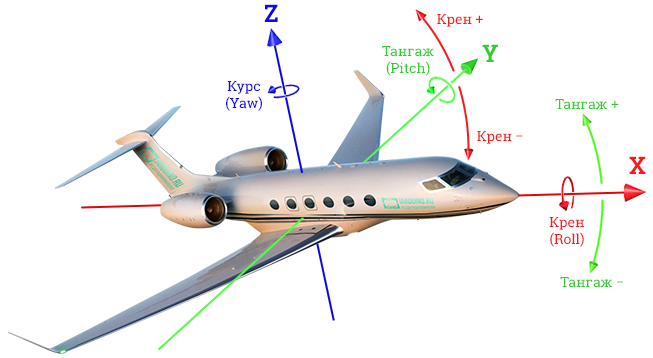 Z
Крен +
Тангаж
(Pitch)
Y
Курс
(Yaw)
Тангаж +
Крен −
X
Крен
(Roll)
Тангаж −